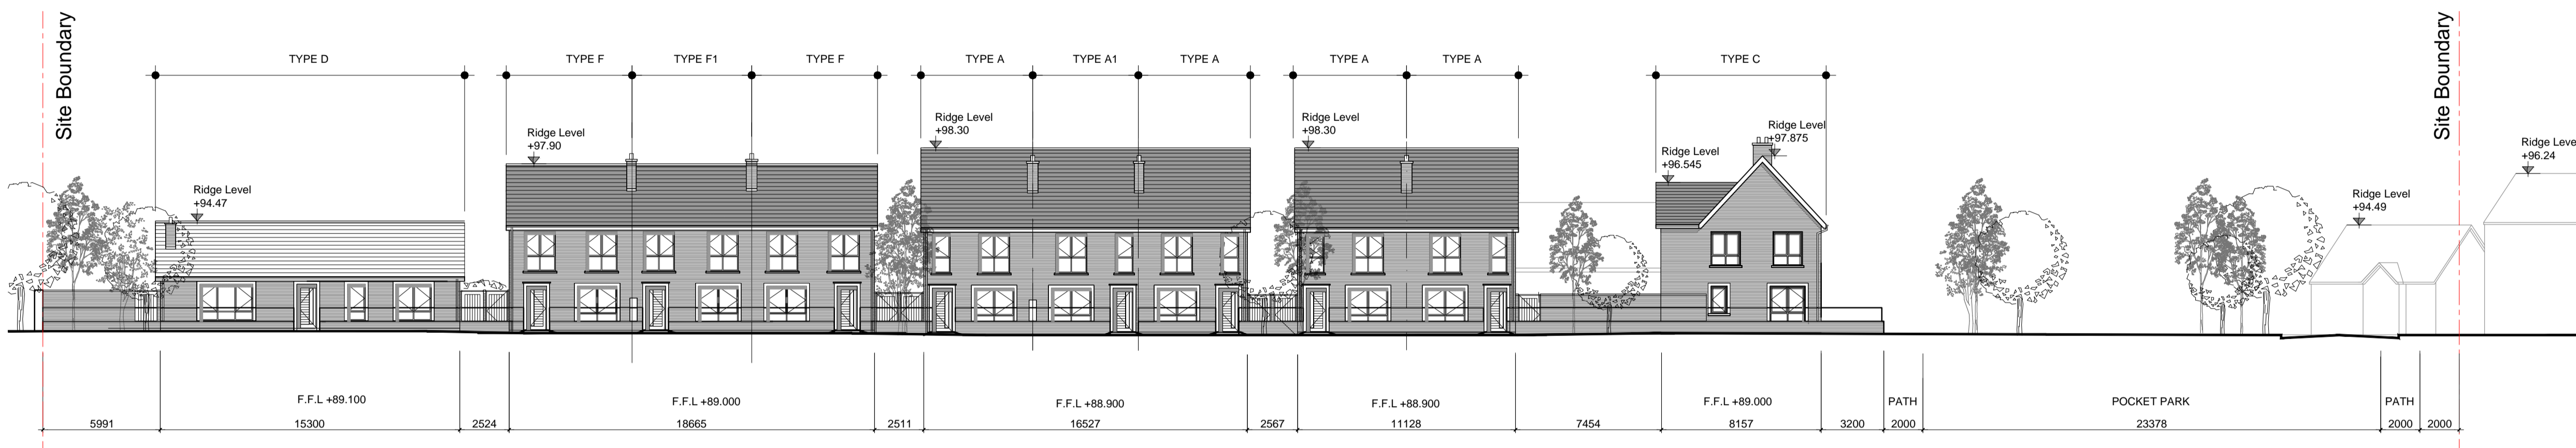 Site Boundary
TYPE D
TYPE F
TYPE F1
TYPE F
TYPE A
TYPE A1
TYPE A
TYPE A
TYPE A
TYPE C
Site Boundary
Ridge Level
+94.47
Ridge Level
+97.90
Ridge Level
+98.30
Ridge Level
+98.30
Ridge Level
+96.545
Ridge Level
+97.875
Ridge Level
+94.49
Ridge Leve
+96.24
F.F.L +89.100
F.F.L +89.000
F.F.L +88.900
F.F.L +88.900
F.F.L +89.000
PATH
POCKET PARK
PATH
5991
15300
2524
18665
2511
16527
2567
11128
7454
8157
3200
2000
23378
2000
2000